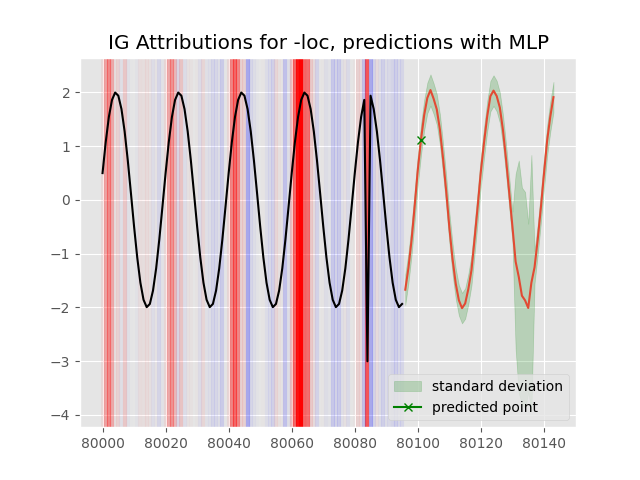 IG Attributions for -loc, predictions with MLP
2
1
0
−1
−2
−3
−4
80000 80020 80040 80060 80080 80100 80120 80140
standard deviation
predicted point